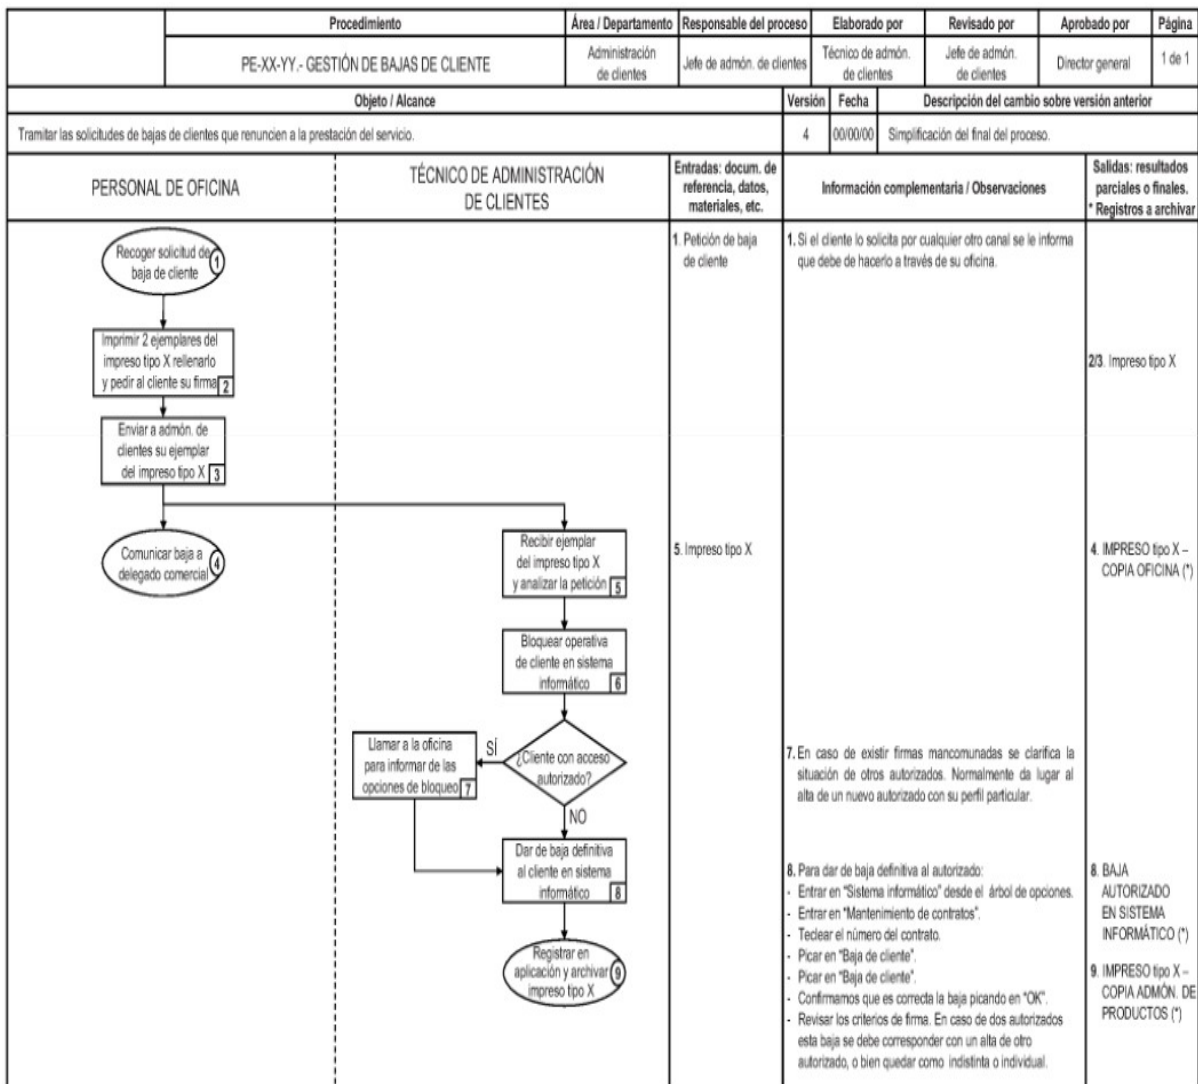 Procedimiento
Área / Departamento
Responsable del proceso
Elaborado por
Revisado por
Aprobado por
Página
PE-XX-YY.- GESTIÓN DE BAJAS DE CLIENTE
Administración
de clientes
Jefe de admón. de clientes
Técnico de admón.
de clientes
Jefe de admón.
de clientes
Director general
1 de 1
Objeto / Alcance
Versión
Fecha
Descripción del cambio sobre versión anterior
Tramitar las solicitudes de bajas de clientes que renuncien a la prestación del servicio.
4
00/00/00
Simplificación del final del proceso.
PERSONAL DE OFICINA
TÉCNICO DE ADMINISTRACIÓN
DE CLIENTES
Entradas: docum. de
referencia, datos,
materiales, etc.
Información complementaria / Observaciones
Salidas: resultados
parciales o finales.
* Registros a archivar
Recoger solicitud de
baja de cliente
1
1. Petición de baja
de cliente
1. Si el cliente lo solicita por cualquier otro canal se le informa
que debe de hacerlo a través de su oficina.
Imprimir 2 ejemplares del
impreso tipo X rellenarlo
y pedir al cliente su firma
2
2/3. Impreso tipo X
Enviar a admón. de
clientes su ejemplar
del impreso tipo X
3
Comunicar baja a
delegado comercial
4
Recibir ejemplar
del impreso tipo X
y analizar la petición
5
5. Impreso tipo X
4. IMPRESO tipo X –
COPIA OFICINA (*)
Bloquear operativa
de cliente en sistema
informático
6
¿Cliente con acceso
autorizado?
SÍ
NO
Llamar a la oficina
para informar de las
opciones de bloqueo
7
7. En caso de existir firmas mancomunadas se clarifica la
situación de otros autorizados. Normalmente da lugar al
alta de un nuevo autorizado con su perfil particular.
Dar de baja definitiva
al cliente en sistema
informático
8
8. Para dar de baja definitiva al autorizado:
- Entrar en "Sistema informático" desde el árbol de opciones.
- Entrar en "Mantenimiento de contratos".
- Teclear el número del contrato.
- Picar en "Baja de cliente".
- Picar en "Baja de cliente".
- Confirmamos que es correcta la baja picando en "OK".
- Revisar los criterios de firma. En caso de dos autorizados
esta baja se debe corresponder con un alta de otro
autorizado, o bien quedar como indistinta o individual.
8. BAJA
AUTORIZADO
EN SISTEMA
INFORMÁTICO (*)
Registrar en
aplicación y archivar
impreso tipo X
9
9. IMPRESO tipo X –
COPIA ADMÓN. DE
PRODUCTOS (*)